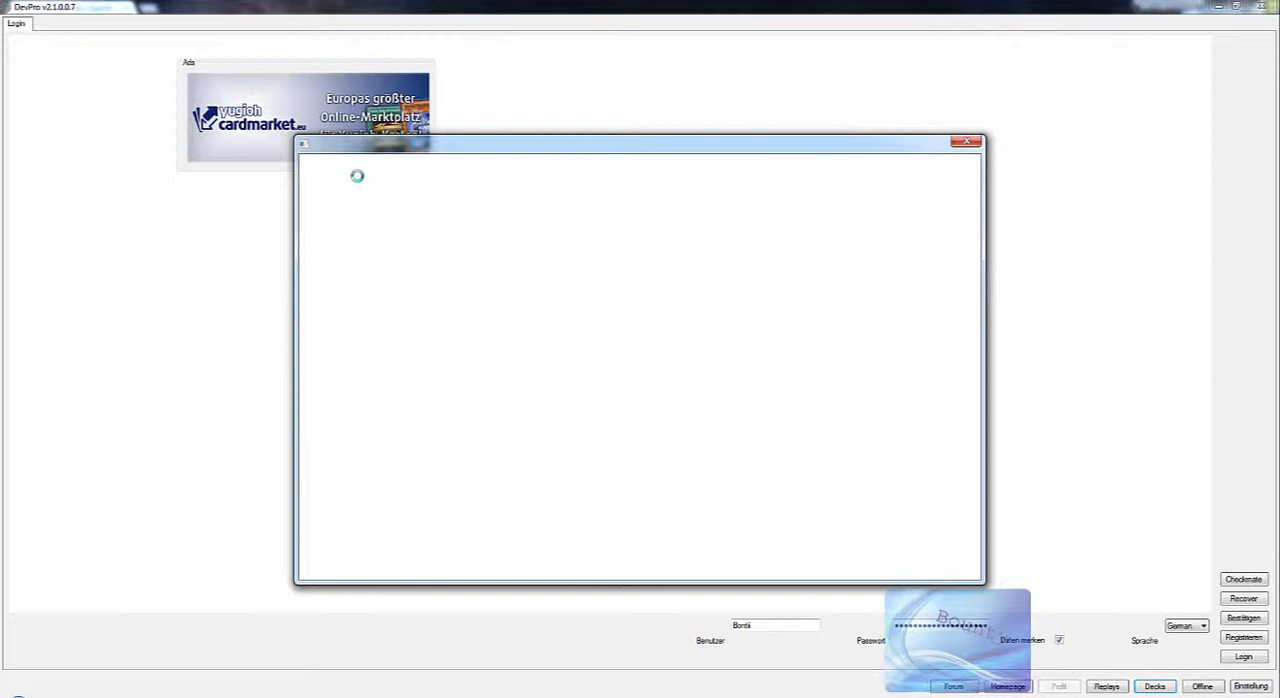 DevPro v2.1.0.0.7
Login
Ads
yugioh
cardmarket.eu
Europas größter
Online-Marktplatz
Checkmate
Recover
Bestätigen
Registrieren
Login
Benutzer
Passwort
Daten merken
Sprache
German
Forum
Homepage
Profil
Replays
Decks
Offline
Einstellung